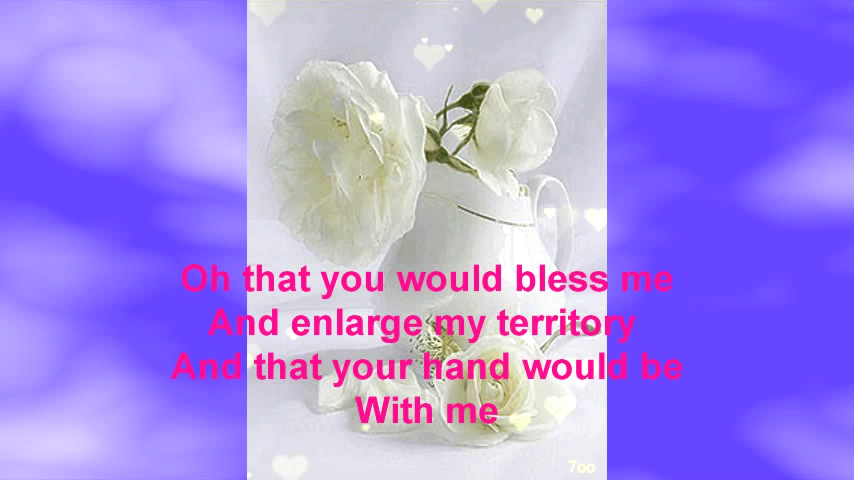 Oh that you would bless me
And enlarge my territory
And that your hand would be
With me
7oo